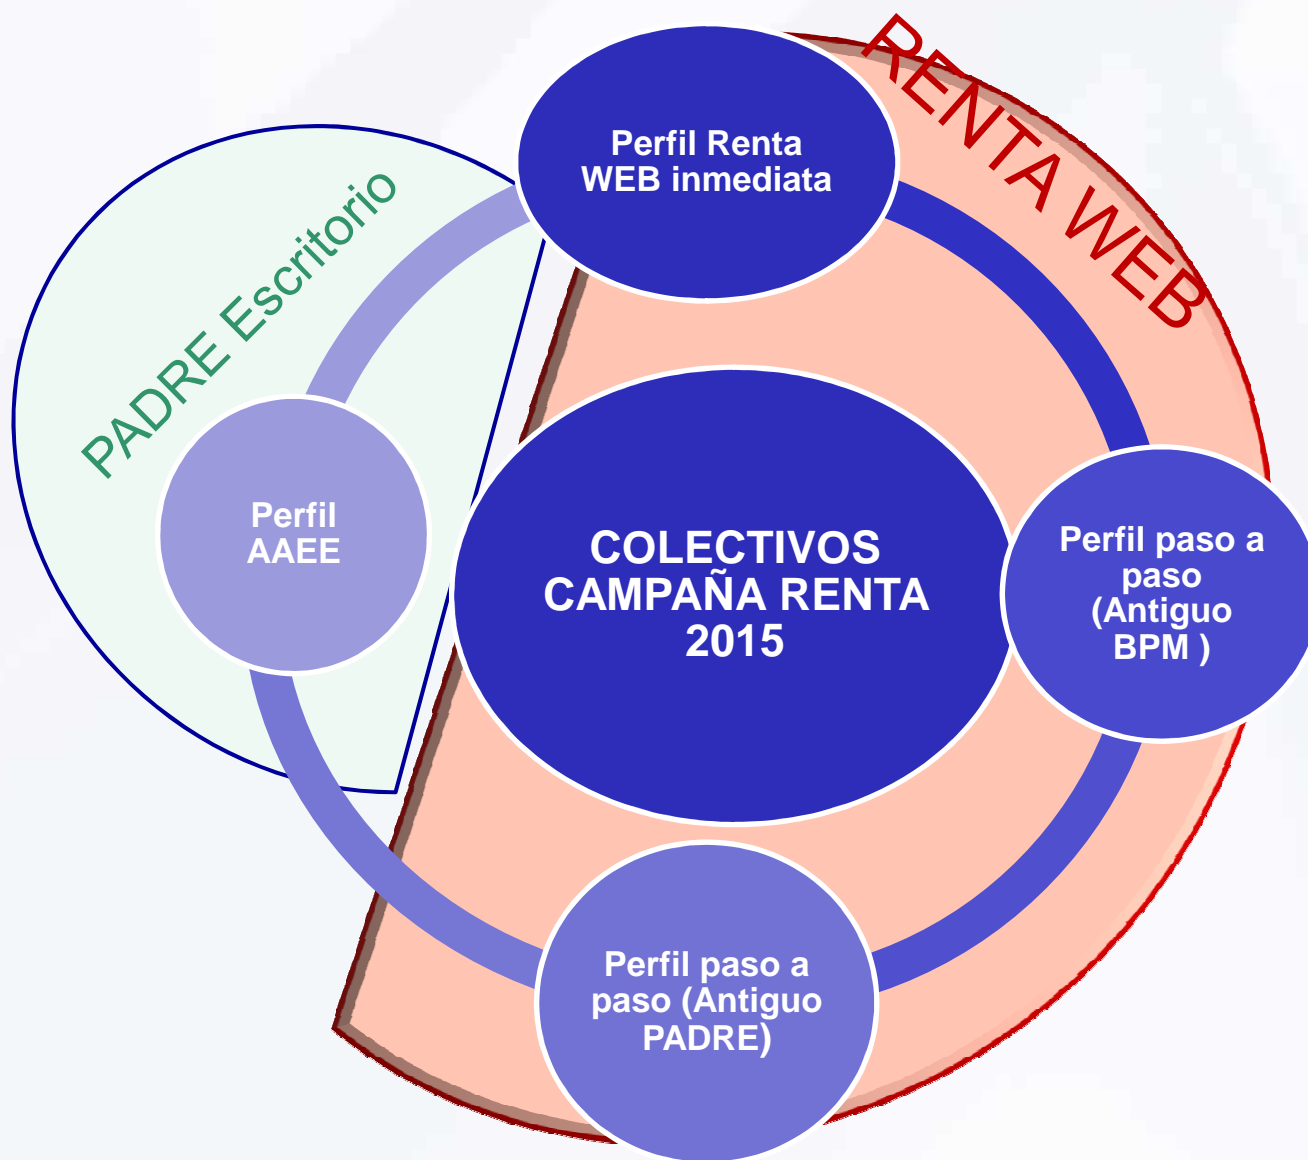 RENTA WEB
Perfil Renta
WEB inmediata
PADRE Escritorio
Perfil
AAEE
COLECTIVOS
CAMPAÑA RENTA
2015
Perfil paso a
paso
(Antiguo
BPM )
Perfil paso a
paso (Antiguo
PADRE)